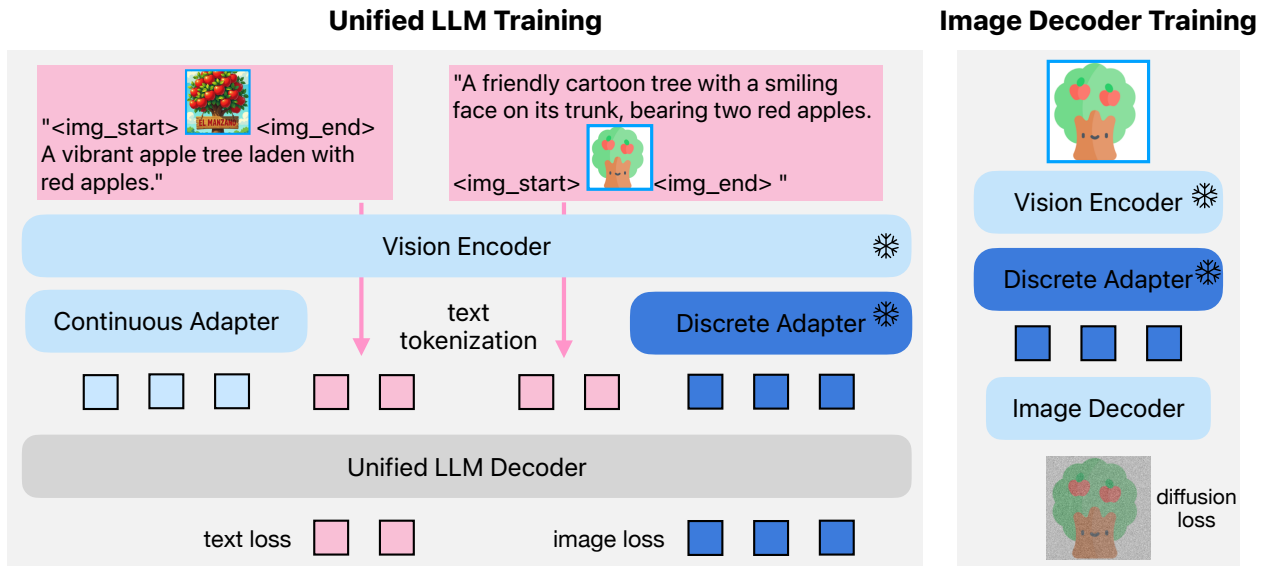 Unified LLM Training
Image Decoder Training
"<img_start> <img_end>
EL MANZANO
A vibrant apple tree laden with
red apples."
"A friendly cartoon tree with a smiling
face on its trunk, bearing two red apples.
<img_start> <img_end> "
Vision Encoder
Continuous Adapter
text
tokenization
Discrete Adapter
Unified LLM Decoder
text loss
image loss
Vision Encoder
Discrete Adapter
Image Decoder
diffusion
loss